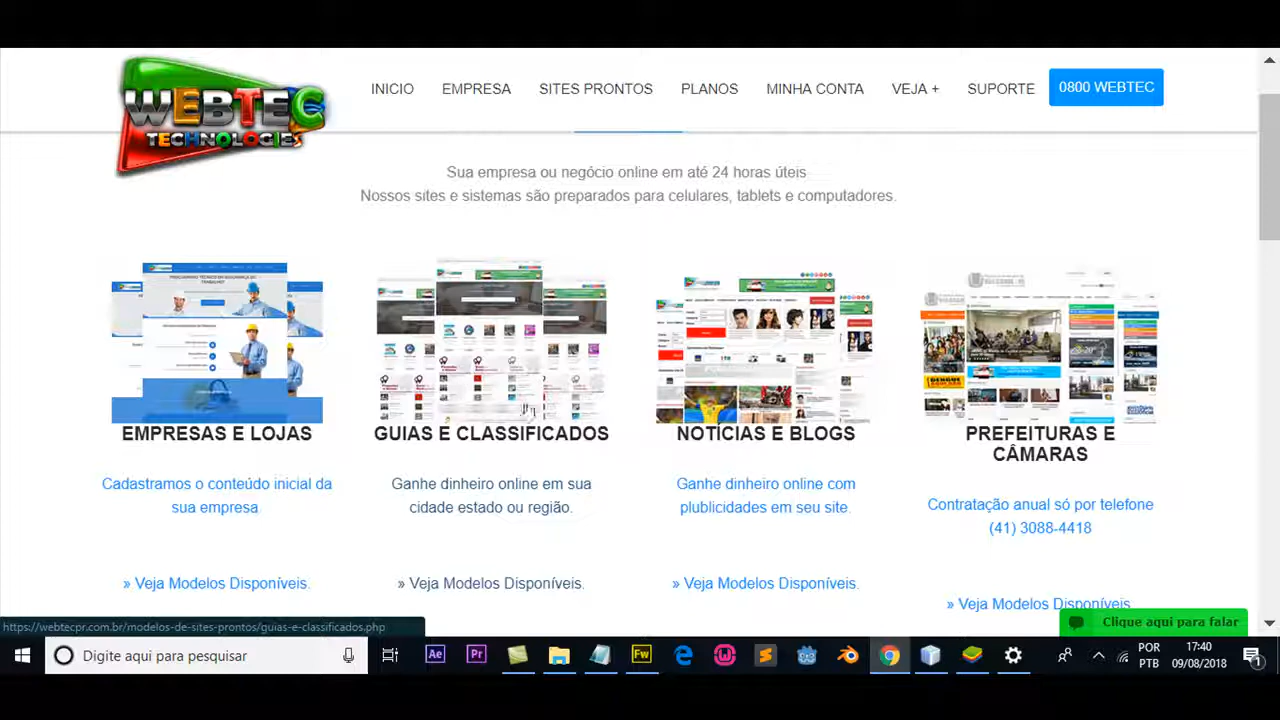 WEBTEC
TECHNOLOGIES
INICIO
EMPRESA
SITES PRONTOS
PLANOS
MINHA CONTA
VEJA +
SUPORTE
0800 WEBTEC
Sua empresa ou negócio online em até 24 horas úteis
Nossos sites e sistemas são preparados para celulares, tablets e computadores.
EMPRESAS E LOJAS
Cadastramos o conteúdo inicial da
sua empresa
» Veja Modelos Disponíveis.
GUIAS E CLASSIFICADOS
Ganhe dinheiro online em sua
cidade estado ou região.
» Veja Modelos Disponíveis.
NOTÍCIAS E BLOGS
Ganhe dinheiro online com
plublicidades em seu site.
» Veja Modelos Disponíveis.
PREFEITURAS E
CÂMARAS
Contratação anual só por telefone
(41) 3088-4418
» Veja Modelos Disponíveis
Clique aqui para falar
https://webtecpr.com.br/modelos-de-sites-prontos/guias-e-classificados.php
Digite aqui para pesquisar
Ae
Pr
Fw
POR
PTB
17:40
09/08/2018
1